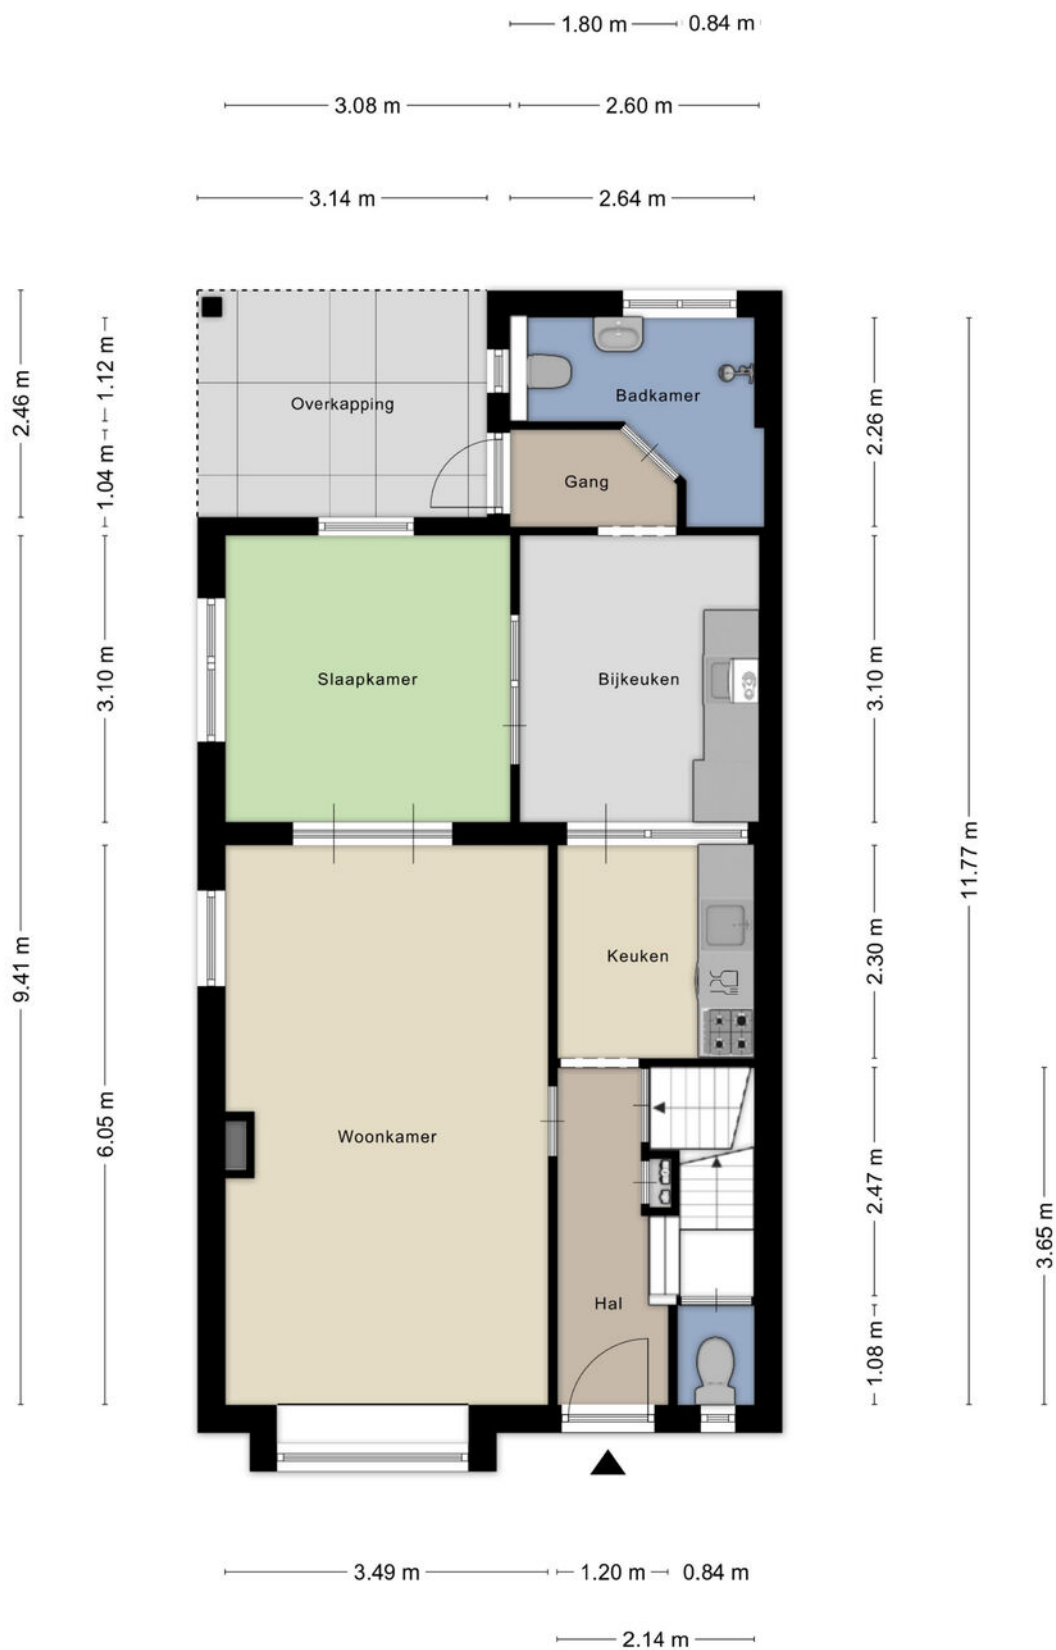 1.80 m 0.84 m
3.08 m 2.60 m
3.14 m 2.64 m
2.46 m
1.12 m
1.04 m
Overkapping
Badkamer
2.26 m
Gang
3.10 m
Slaapkamer
Bijkeuken
3.10 m
11.77 m
9.41 m
Keuken
2.30 m
6.05 m
Woonkamer
2.47 m
3.65 m
Hal
1.08 m
3.49 m 1.20 m 0.84 m
2.14 m